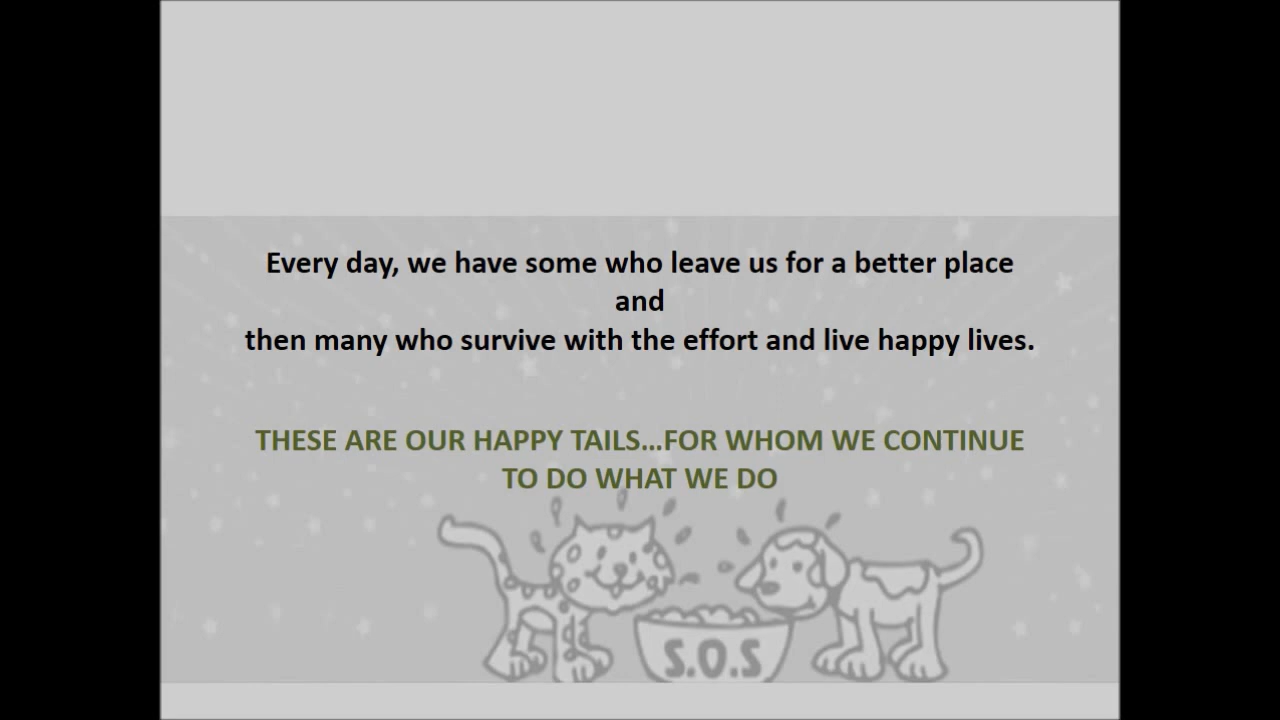 Every day, we have some who leave us for a better place
and
then many who survive with the effort and live happy lives.
THESE ARE OUR HAPPY TAILS...FOR WHOM WE CONTINUE
TO DO WHAT WE DO
S.O.S